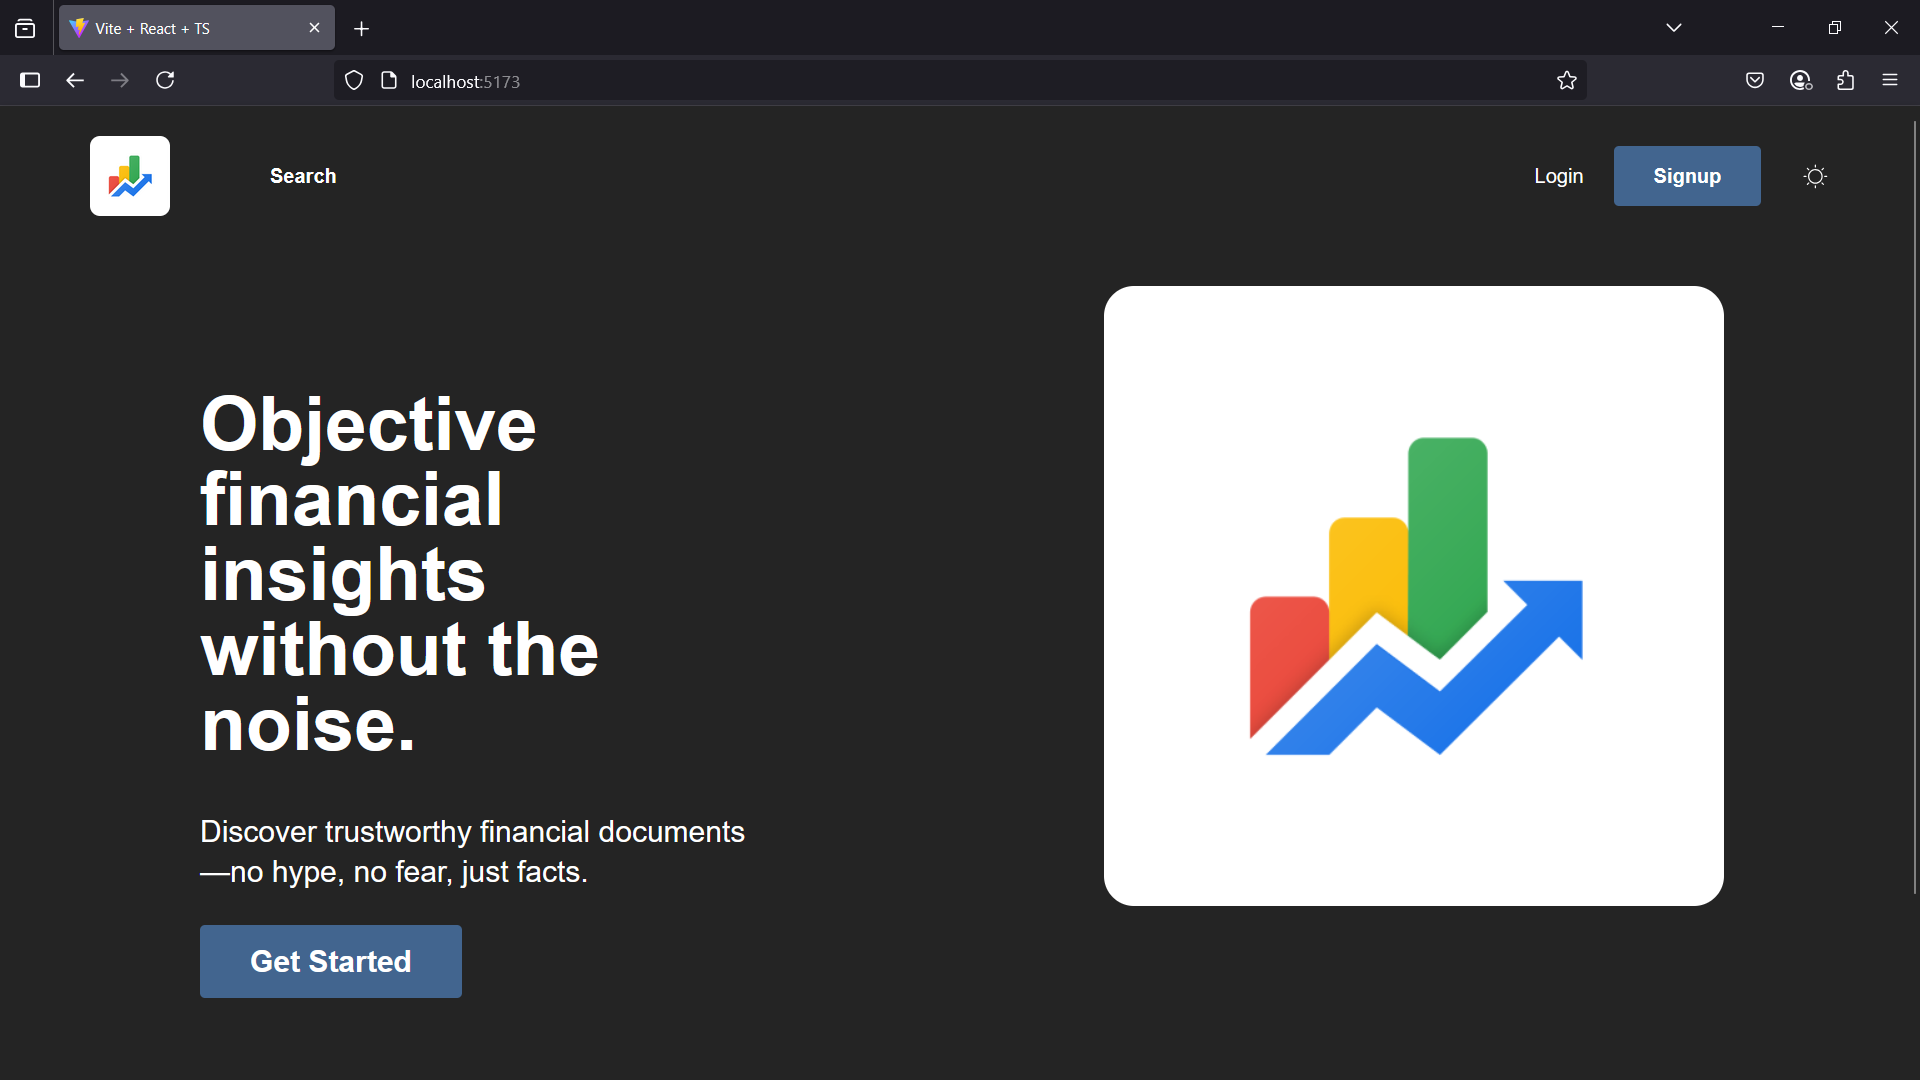 Vite + React + TS
localhost:5173
Search
Login
Signup
Objective
financial
insights
without the
noise.
Discover trustworthy financial documents
—no hype, no fear, just facts.
Get Started